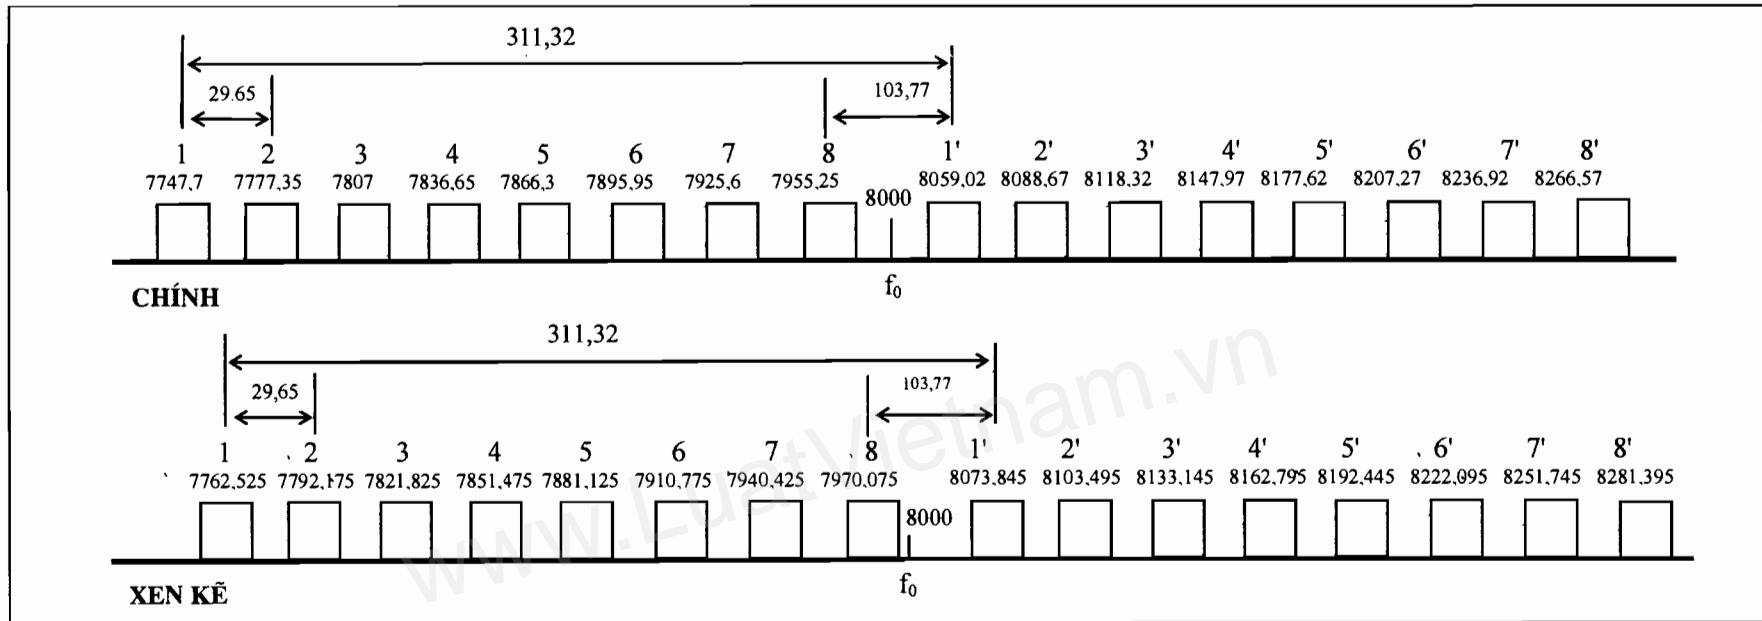 311,32
29.65 103,77
1 2 3 4 5 6 7 8 1' 2' 3' 4' 5' 6' 7' 8'
7747,7 7777,35 7807 7836,65 7866,3 7895,95 7925,6 7955,25 8059,02 8088,67 8118,32 8147,97 8177,62 8207,27 8236,92 8266,57
8000
f0
CHÍNH
311,32
29,65 103,77
1 2 3 4 5 6 7 8 1' 2' 3' 4' 5' 6' 7' 8'
7762,525 7792,175 7821,825 7851,475 7881,125 7910,775 7940,425 7970,075 8073,845 8103,495 8133,145 8162,795 8192,445 8222,095 8251,745 8281,395
8000
f0
XEN KẼ
www.LuatVietnam.vn